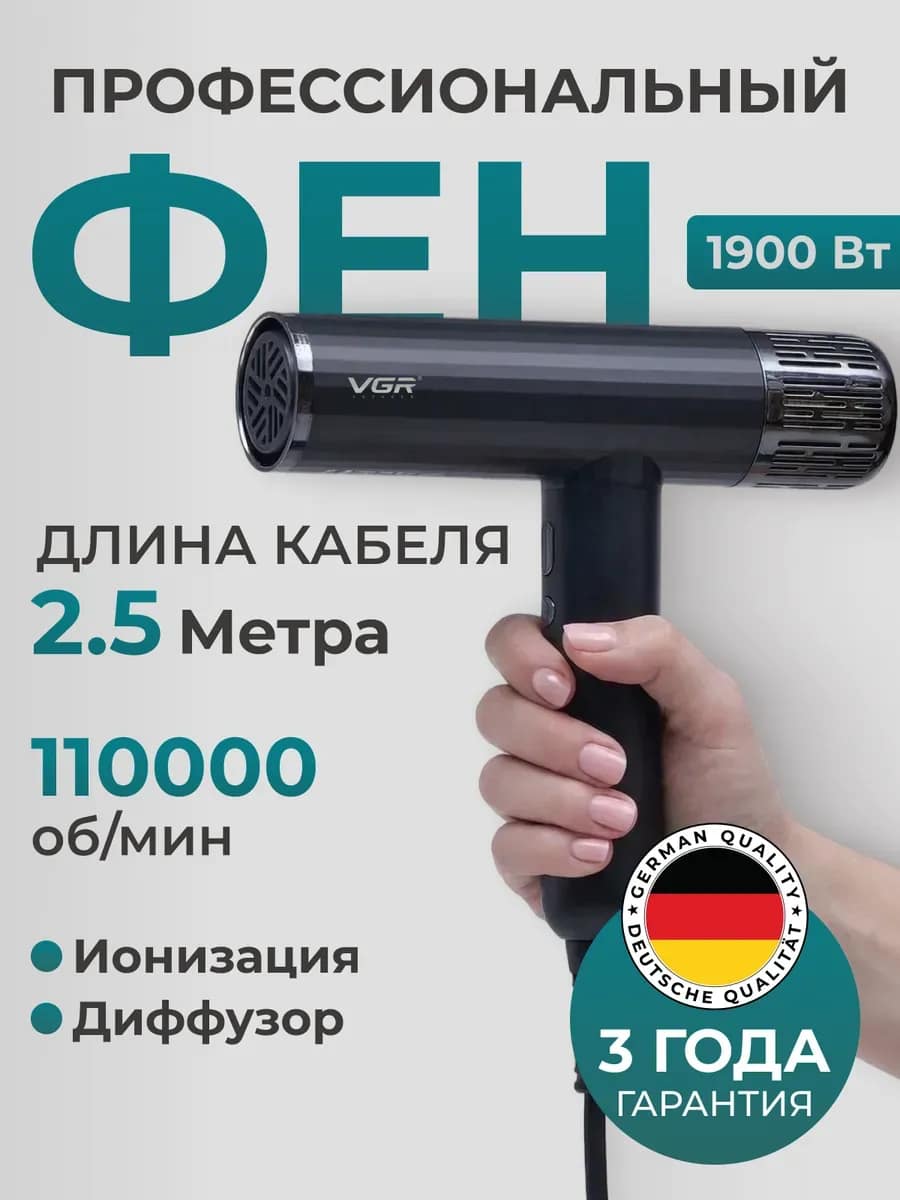 ПРОФЕССИОНАЛЬНЫЙ
ФЕН
1900 Вт
VGR
ДЛИНА КАБЕЛЯ
2.5 Метра
110000
об/мин
Ионизация
Диффузор
GERMAN QUALITY
DEUTSCHE QUALITÄT
3 ГОДА
ГАРАНТИЯ